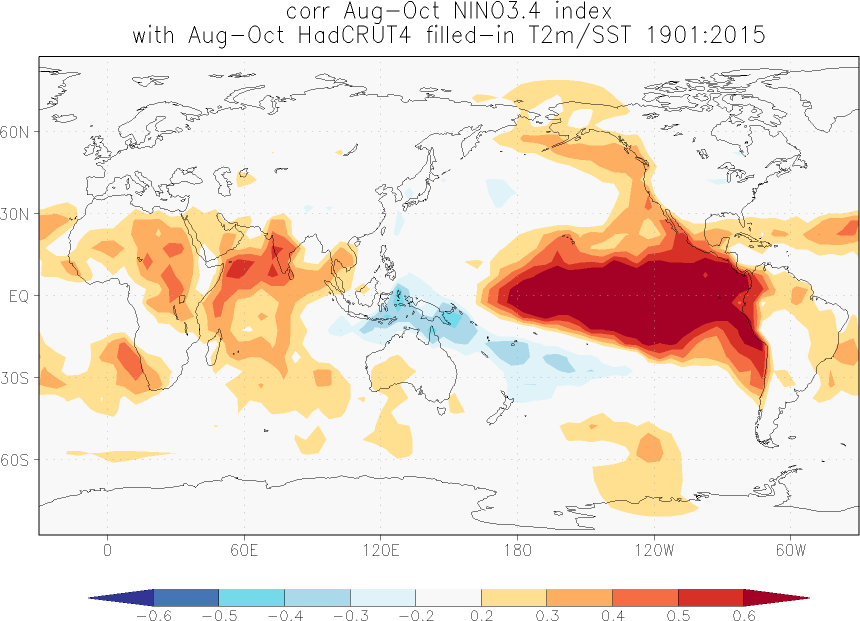 corr Aug-Oct NINO3.4 index
with Aug-Oct HadCRUT4 filled-in T2m/SST 1901:2015
60N
30N
EQ
30S
60S
0 60E 120E 180 120W 60W
-0.6 -0.5 -0.4 -0.3 -0.2 0.2 0.3 0.4 0.5 0.6